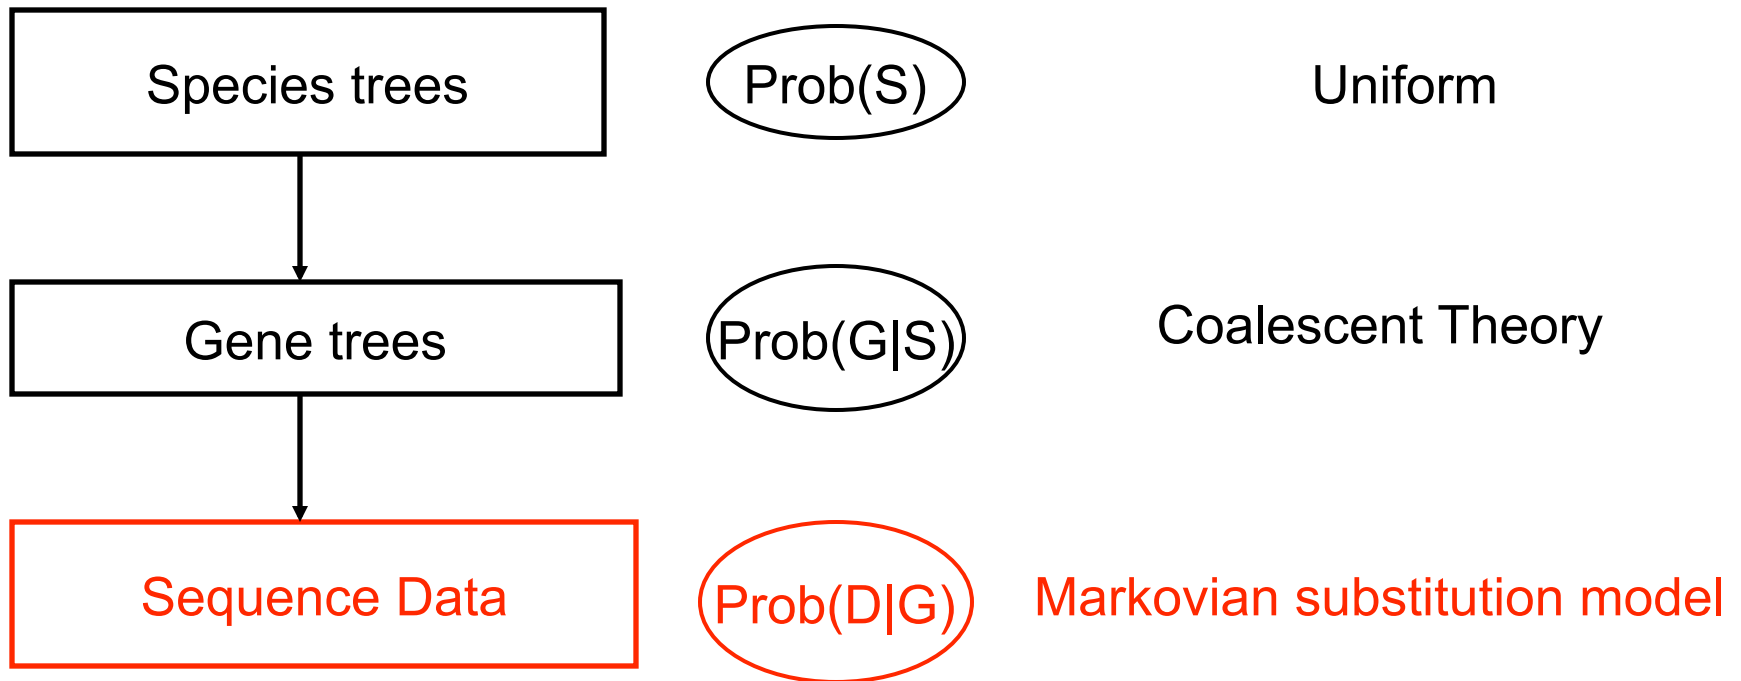 Species trees
Prob(S)
Uniform
Gene trees
Prob(G|S)
Coalescent Theory
Sequence Data
Prob(D|G)
Markovian substitution model